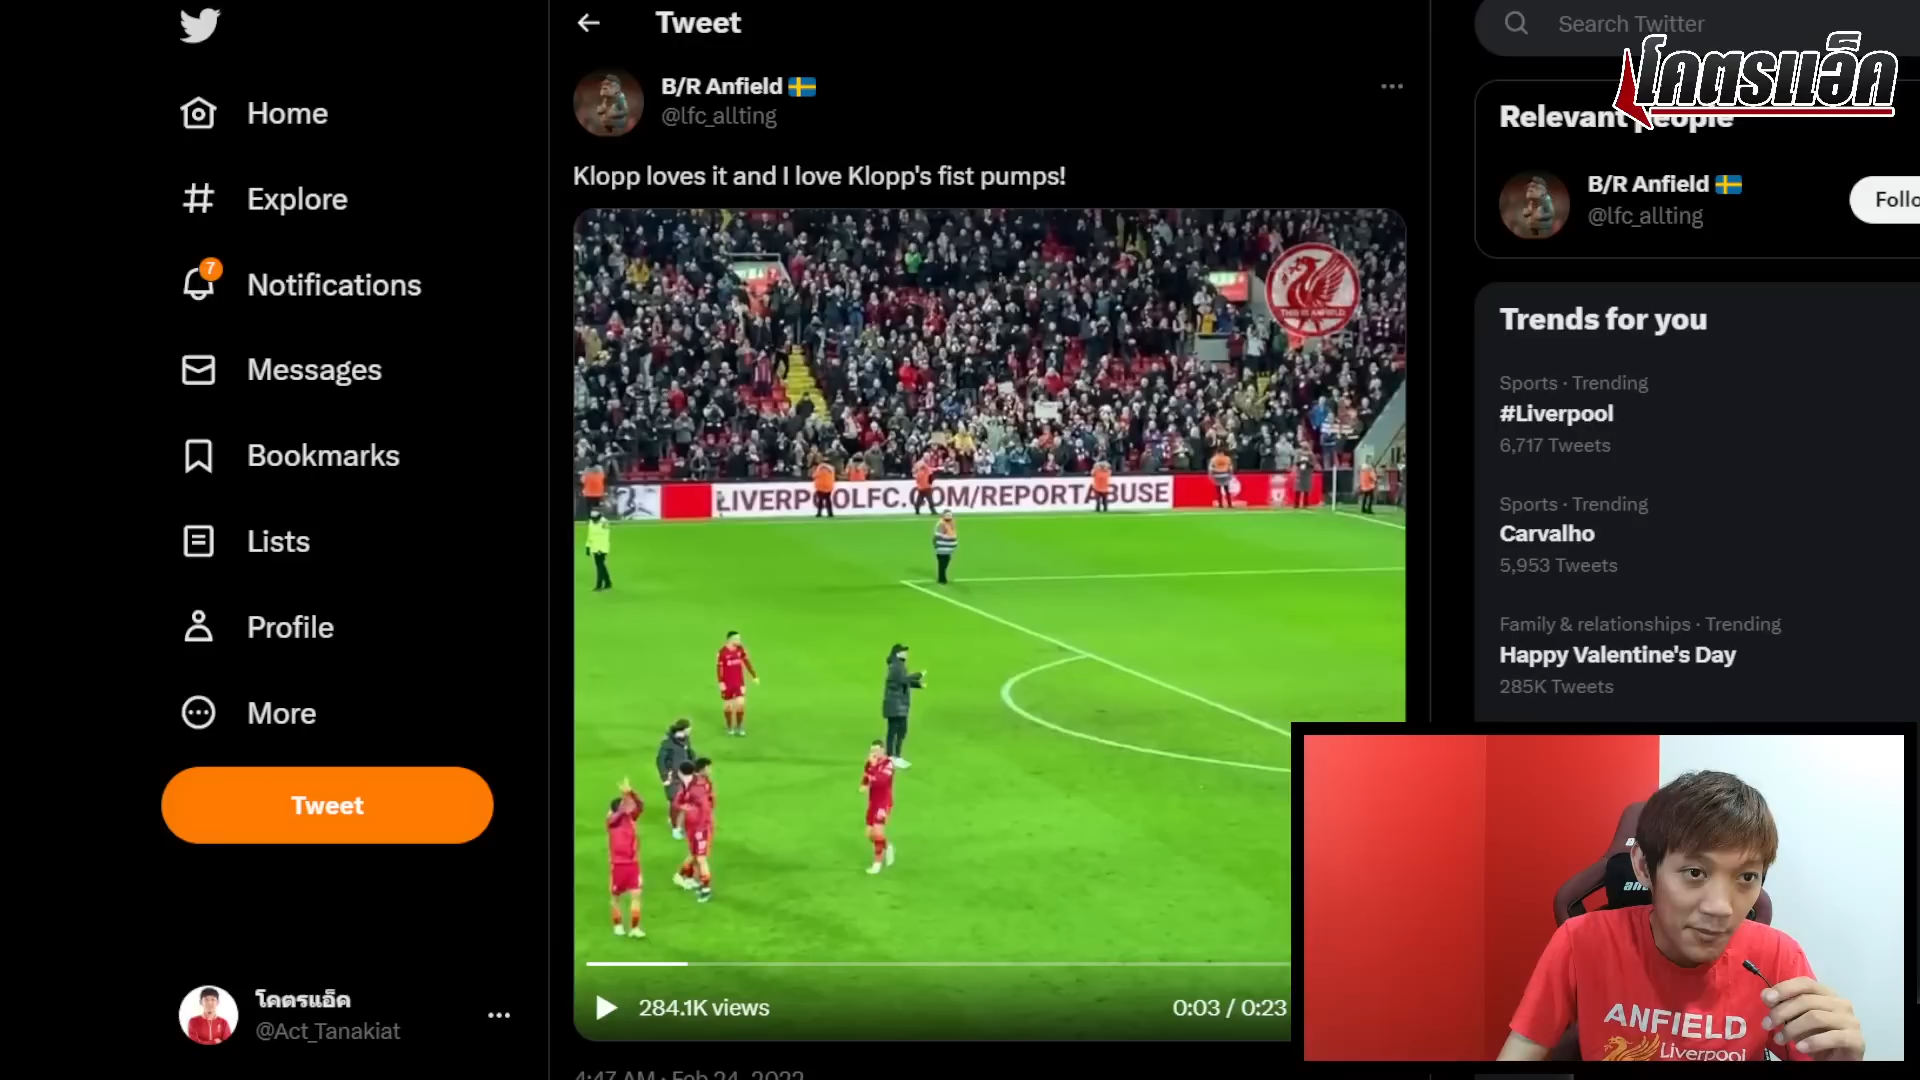 Home
Explore
7
Notifications
Messages
Bookmarks
Lists
Profile
More
Tweet
โคตรแอ็ค
@Act_Tanakiat
Tweet
B/R Anfield
@lfc_allting
Klopp loves it and I love Klopp's fist pumps!
THIS IS ANFIELD
LIVERPOOLFC.COM/REPORTABUSE
284.1K views
0:03 / 0:23
4:47 AM · Feb 24, 2022
Search Twitter
โคตรแอ็ค
Relevant people
B/R Anfield
@lfc_allting
Follo
Trends for you
Sports · Trending
#Liverpool
6,717 Tweets
Sports · Trending
Carvalho
5,953 Tweets
Family & relationships · Trending
Happy Valentine's Day
285K Tweets
ANFIELD
Liverpool